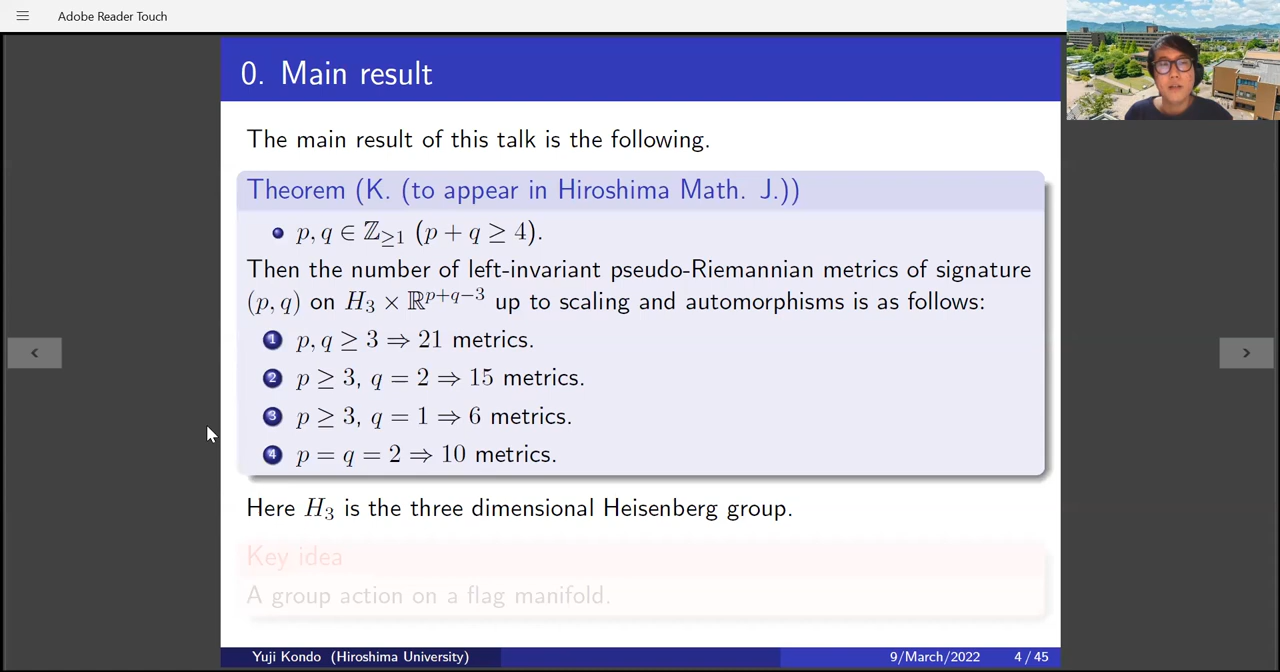 Adobe Reader Touch
0. Main result
The main result of this talk is the following.
Theorem (K. (to appear in Hiroshima Math. J.))
• p, q ∈ ℤ≥1 (p + q ≥ 4).
Then the number of left-invariant pseudo-Riemannian metrics of signature
(p, q) on H₃ × ℝᵖ⁺𐞥⁻³ up to scaling and automorphisms is as follows:
1 p, q ≥ 3 ⇒ 21 metrics.
2 p ≥ 3, q = 2 ⇒ 15 metrics.
3 p ≥ 3, q = 1 ⇒ 6 metrics.
4 p = q = 2 ⇒ 10 metrics.
Here H₃ is the three dimensional Heisenberg group.
Key idea
A group action on a flag manifold.
Yuji Kondo (Hiroshima University) 9/March/2022 4 / 45